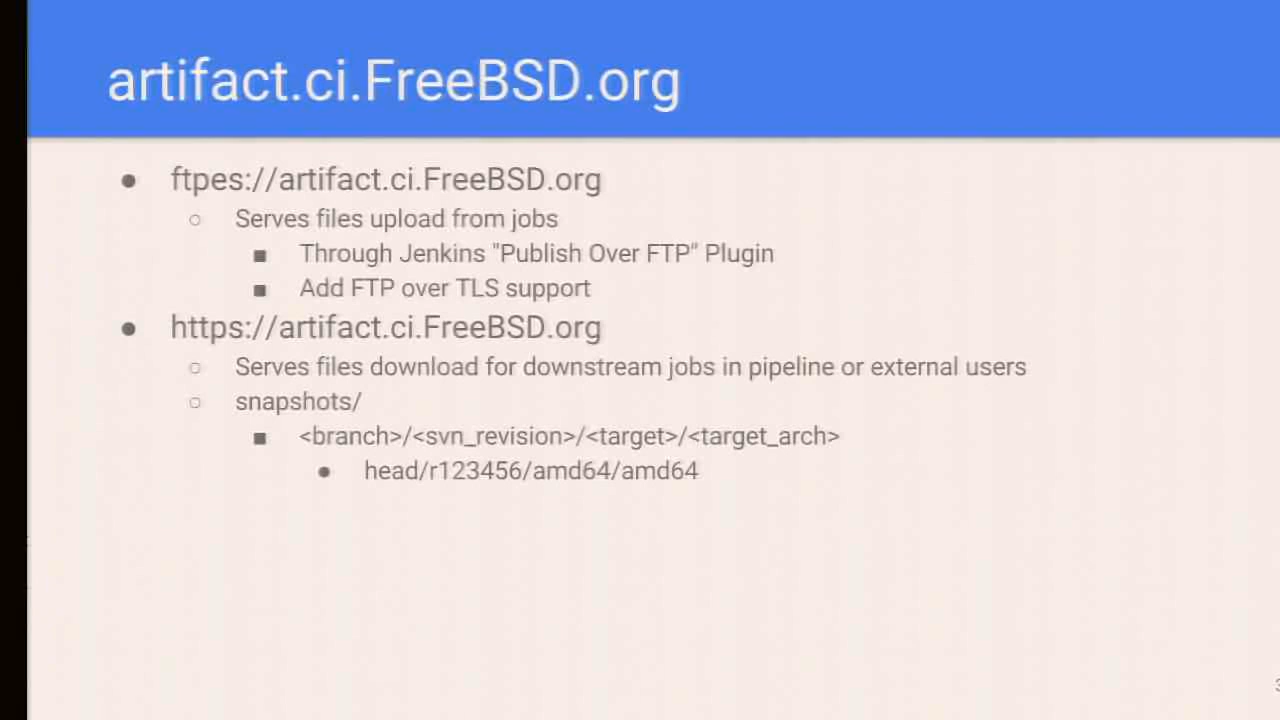 artifact.ci.FreeBSD.org
ftpes://artifact.ci.FreeBSD.org
Serves files upload from jobs
Through Jenkins "Publish Over FTP" Plugin
Add FTP over TLS support
https://artifact.ci.FreeBSD.org
Serves files download for downstream jobs in pipeline or external users
snapshots/
<branch>/<svn_revision>/<target>/<target_arch>
head/r123456/amd64/amd64